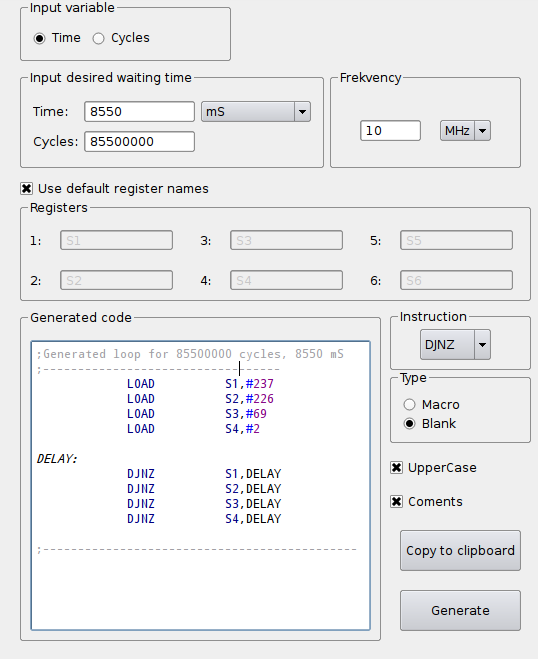 Input variable
Time Cycles
Input desired waiting time
Time: 8550 mS
Cycles: 85500000
Frekvency
10 MHz
Use default register names
Registers
1: S1 3: S3 5: S5
2: S2 4: S4 6: S6
Generated code
;Generated loop for 85500000 cycles, 8550 mS
;----------------------------------
LOAD S1,#237
LOAD S2,#226
LOAD S3,#69
LOAD S4,#2
DELAY:
DJNZ S1,DELAY
DJNZ S2,DELAY
DJNZ S3,DELAY
DJNZ S4,DELAY
;---------------------------------------------
Instruction
DJNZ
Type
Macro
Blank
UpperCase
Coments
Copy to clipboard
Generate